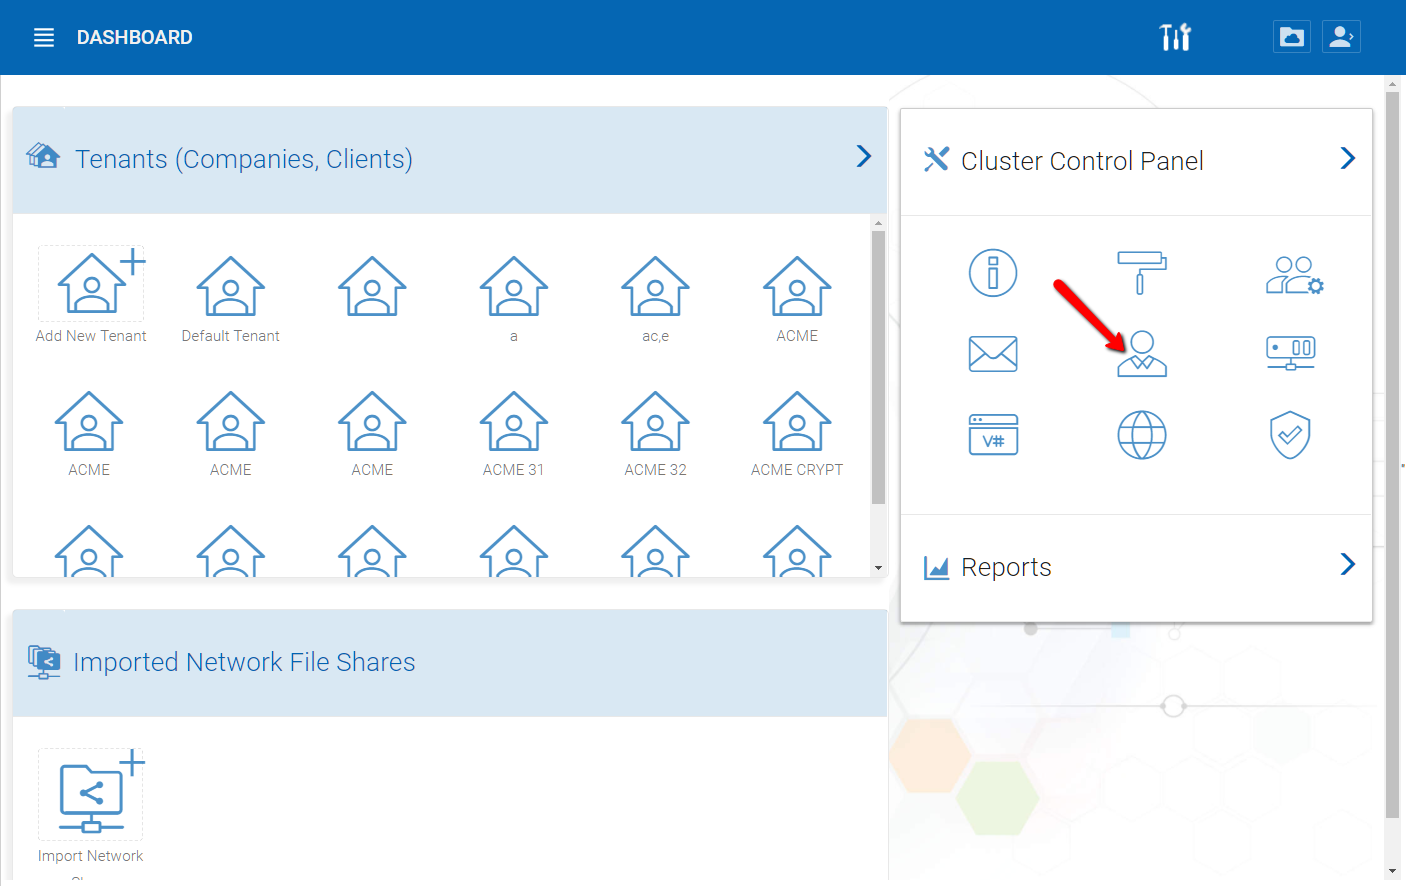 DASHBOARD
Tenants (Companies, Clients)
Add New Tenant
Default Tenant
a
ac,e
ACME
ACME
ACME
ACME
ACME 31
ACME 32
ACME CRYPT
Imported Network File Shares
Import Network
Cluster Control Panel
V#
Reports